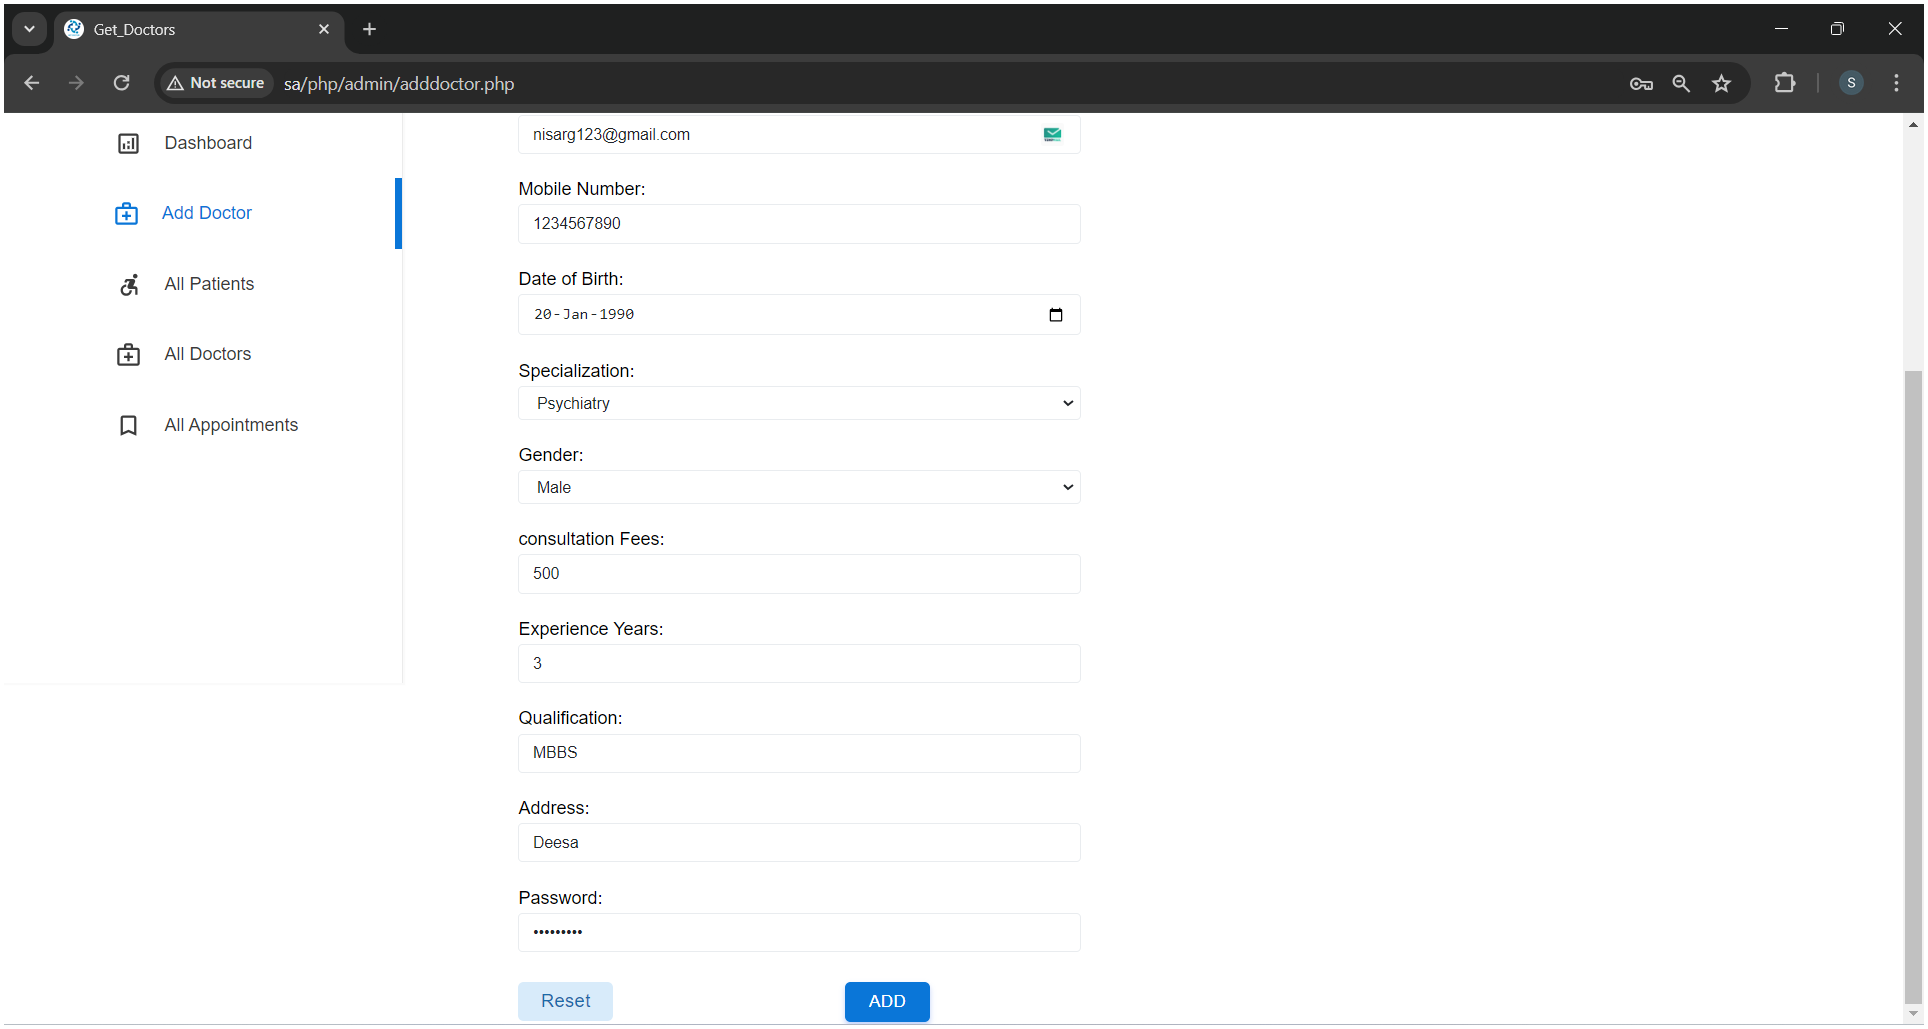 Get_Doctors
Not secure sa/php/admin/adddoctor.php
S
Dashboard
Add Doctor
All Patients
All Doctors
All Appointments
nisarg123@gmail.com
Mobile Number:
1234567890
Date of Birth:
20-Jan-1990
Specialization:
Psychiatry
Gender:
Male
consultation Fees:
500
Experience Years:
3
Qualification:
MBBS
Address:
Deesa
Password:
•••••••••
Reset
ADD